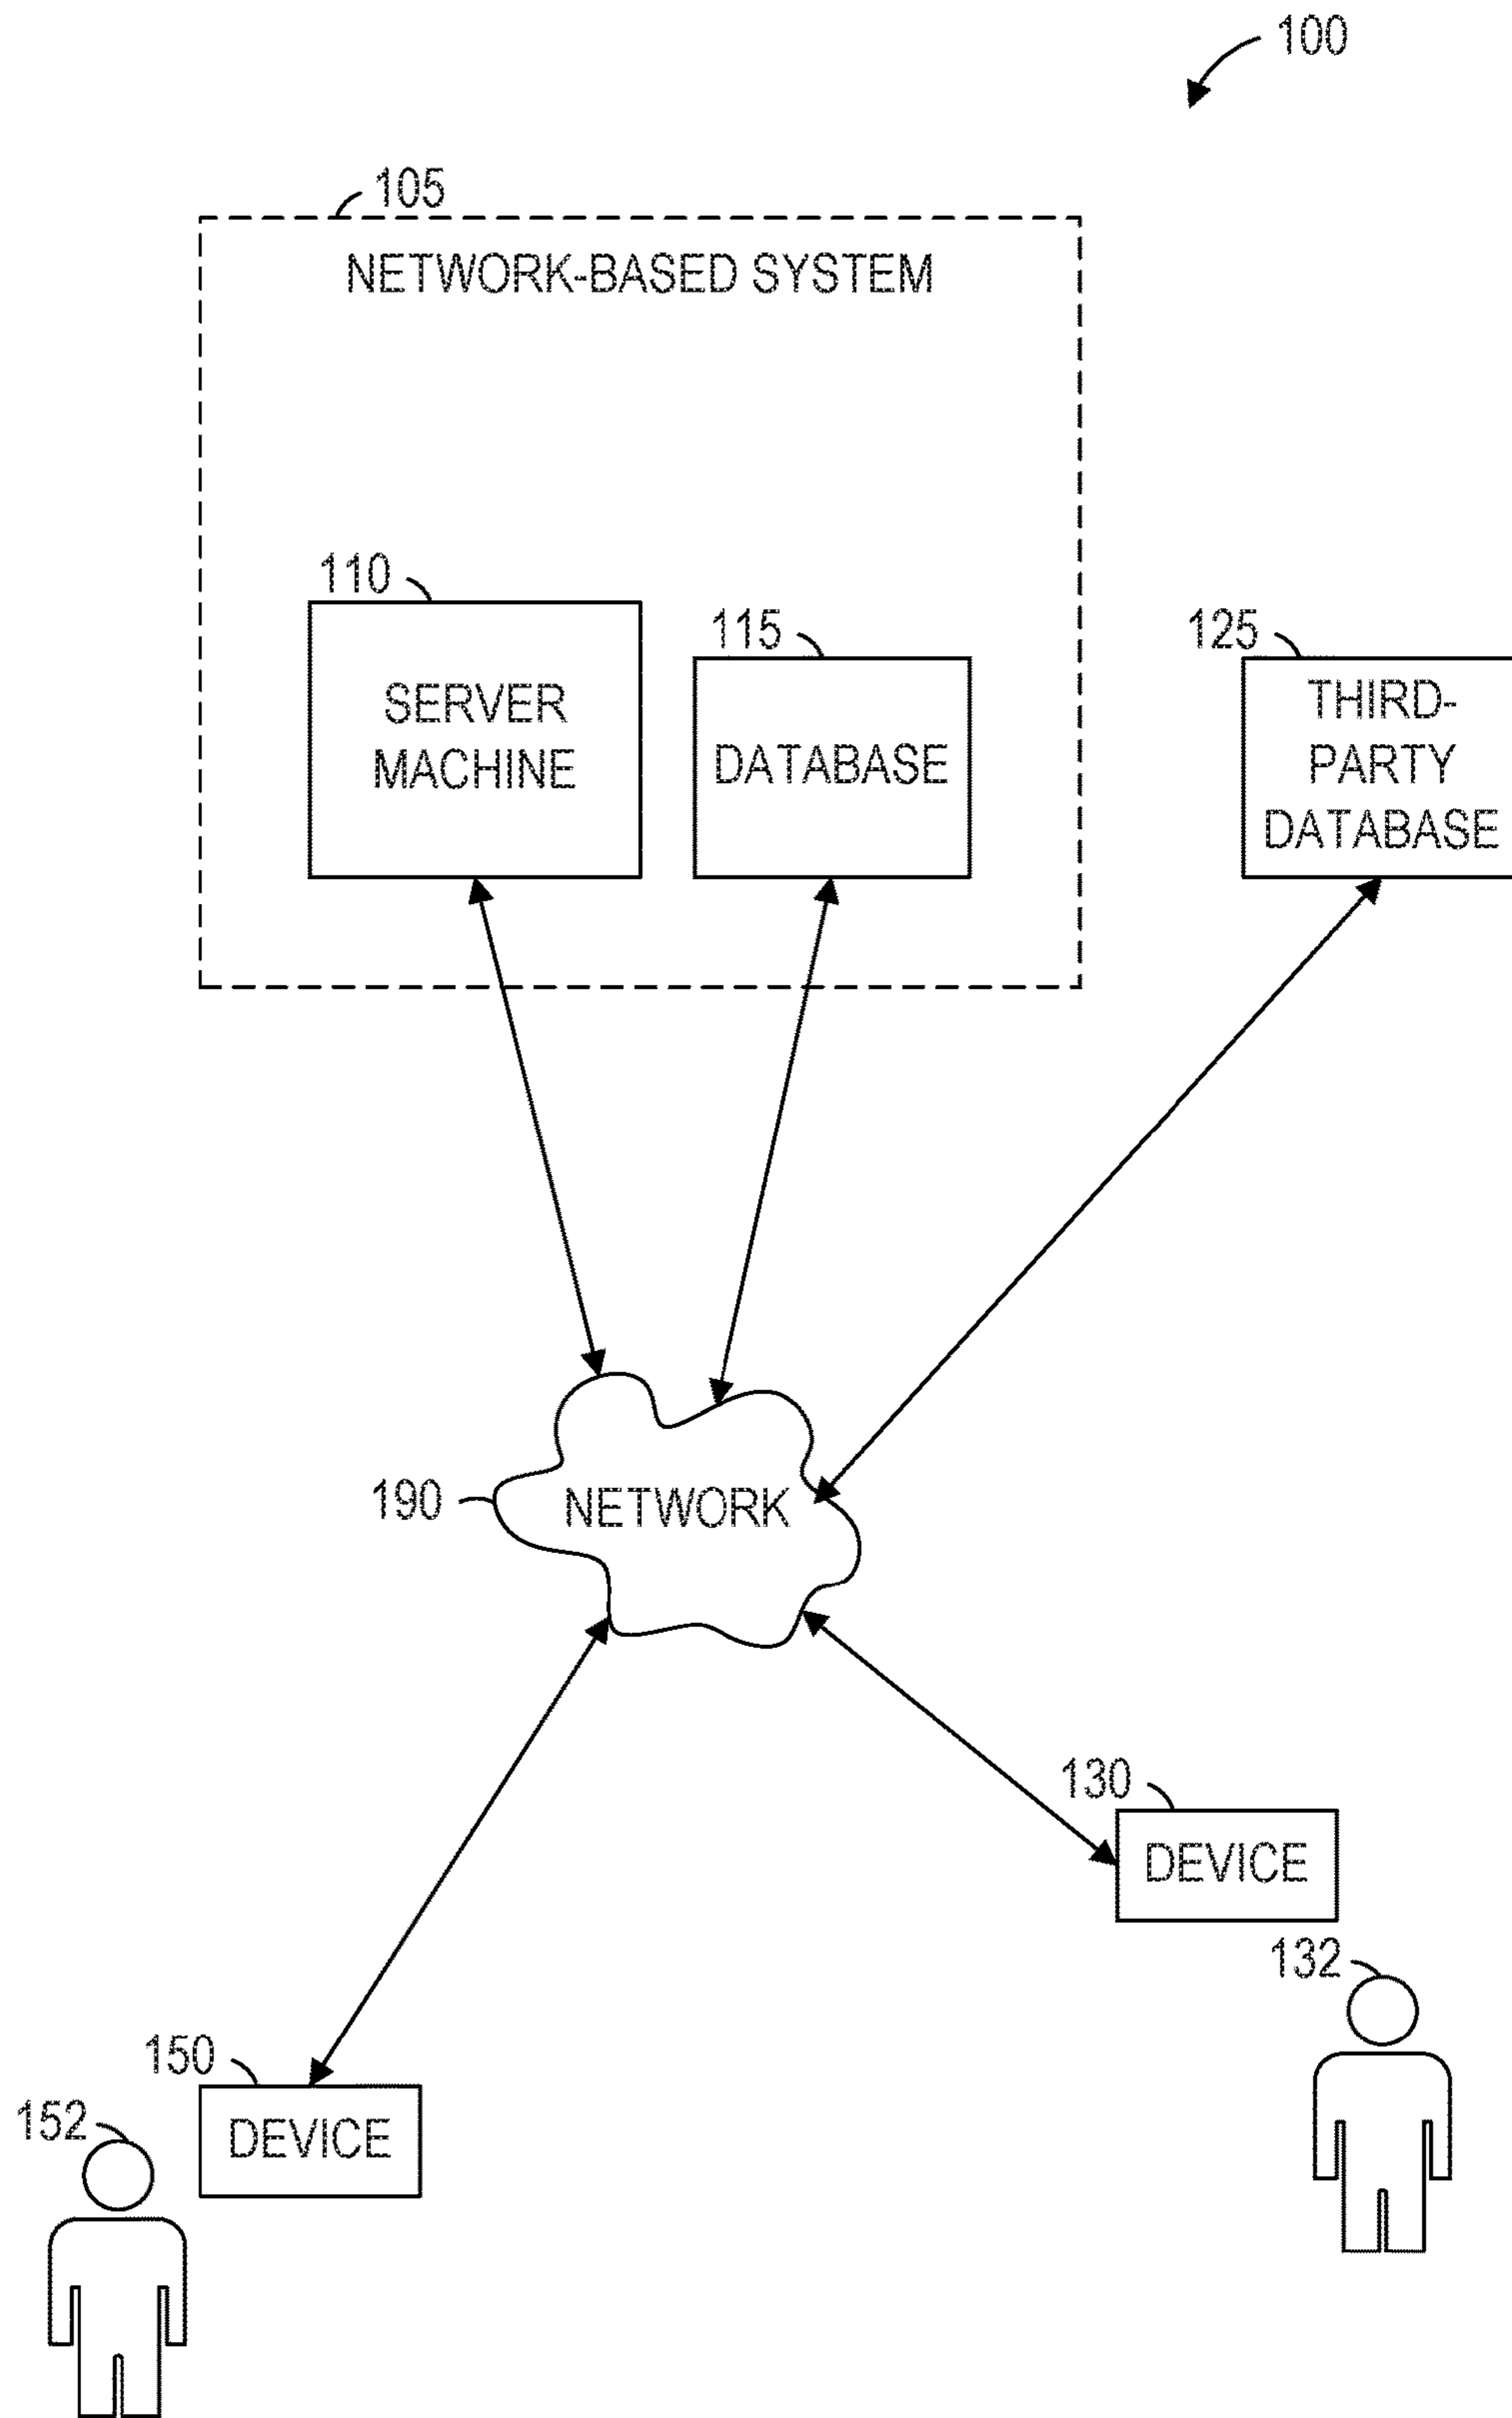 100
105
NETWORK-BASED SYSTEM
110
SERVER
MACHINE
115
DATABASE
125
THIRD-
PARTY
DATABASE
190
NETWORK
130
DEVICE
132
150
DEVICE
152